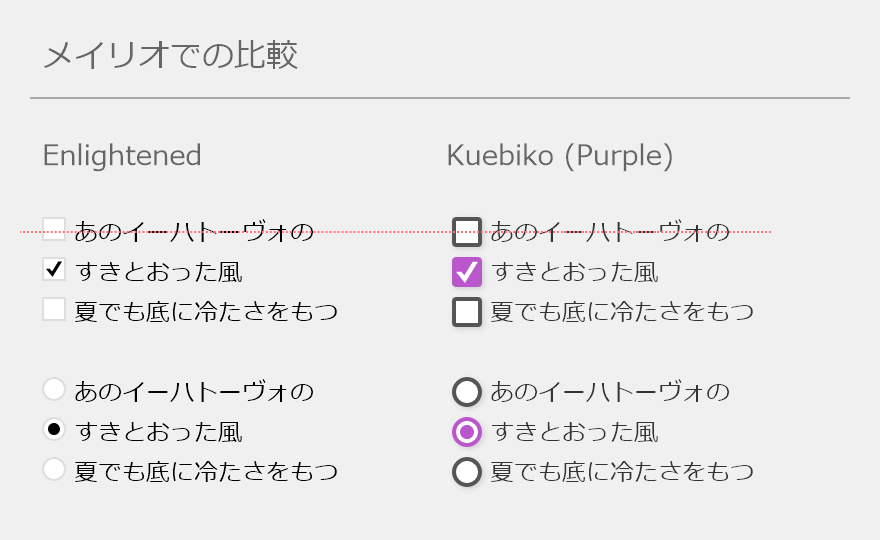 メイリオでの比較
Enlightened
あのイーハトーヴォの
すきとおった風
夏でも底に冷たさをもつ
あのイーハトーヴォの
すきとおった風
夏でも底に冷たさをもつ
Kuebiko (Purple)
あのイーハトーヴォの
すきとおった風
夏でも底に冷たさをもつ
あのイーハトーヴォの
すきとおった風
夏でも底に冷たさをもつ